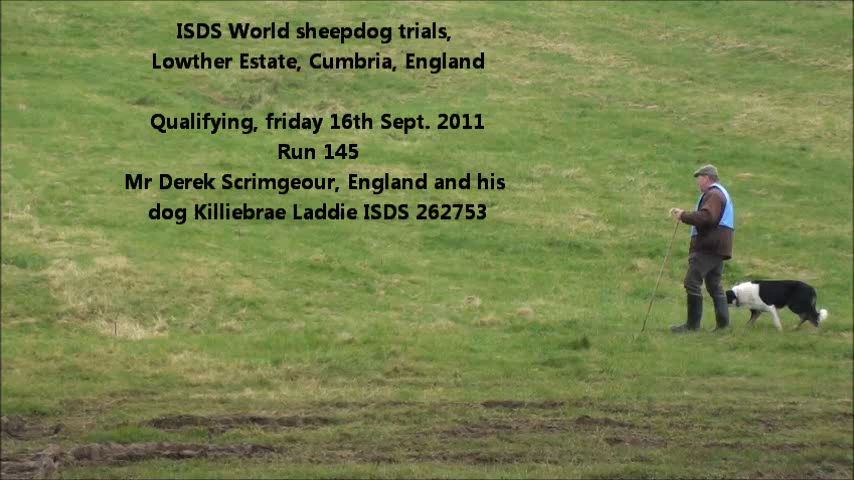 ISDS World sheepdog trials,
Lowther Estate, Cumbria, England
Qualifying, friday 16th Sept. 2011
Run 145
Mr Derek Scrimgeour, England and his
dog Killiebrae Laddie ISDS 262753